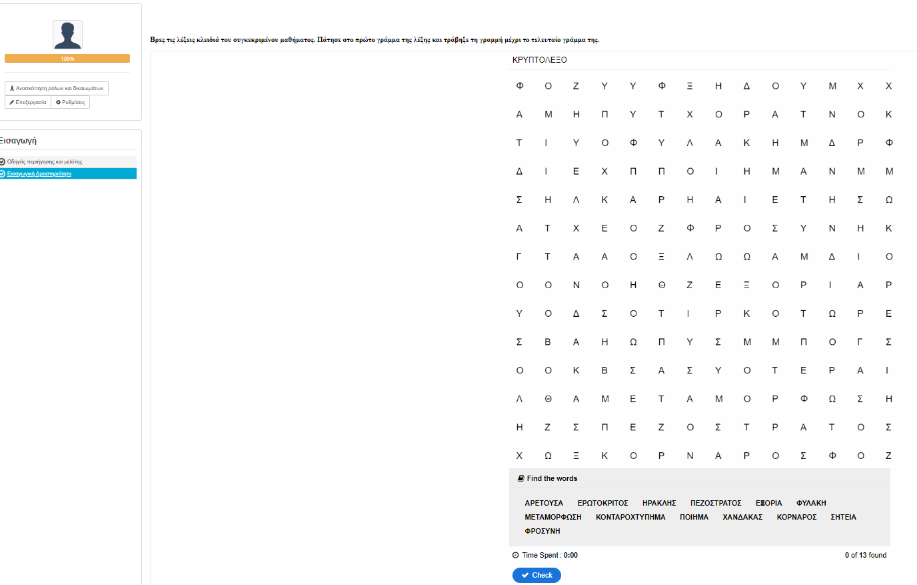 100%
Ανασκόπηση ρόλων και δικαιωμάτων
Επεξεργασία Ρυθμίσεις
Εισαγωγή
Οδηγός περιήγησης και μελέτης
Εισαγωγική Δραστηριότητα
Βρες τις λέξεις κλειδιά του συγκεκριμένου μαθήματος. Πάτησε στο πρώτο γράμμα της λέξης και τράβηξε τη γραμμή μέχρι το τελευταίο γράμμα της.
ΚΡΥΠΤΟΛΕΞΟ
Φ Ο Ζ Υ Υ Φ Ξ Η Δ Ο Υ Μ Χ Χ
Α Μ Η Π Υ Τ Χ Ο Ρ Α Τ Ν Ο Κ
Τ Ι Υ Ο Φ Υ Λ Α Κ Η Μ Δ Ρ Φ
Δ Ι Ε Χ Π Π Ο Ι Η Μ Α Ν Μ Μ
Σ Η Λ Κ Α Ρ Η Α Ι Ε Τ Η Σ Ω
Α Τ Χ Ε Ο Ζ Φ Ρ Ο Σ Υ Ν Η Κ
Γ Τ Α Α Ο Ξ Λ Ω Ω Α Μ Δ Ι Ο
Ο Ο Ν Ο Η Θ Ζ Ε Ξ Ο Ρ Ι Α Ρ
Υ Ο Δ Σ Ο Τ Ι Ρ Κ Ο Τ Ω Ρ Ε
Σ Β Α Η Ω Π Υ Σ Μ Μ Π Ο Γ Σ
Ο Ο Κ Β Σ Α Σ Υ Ο Τ Ε Ρ Α Ι
Λ Θ Α Μ Ε Τ Α Μ Ο Ρ Φ Ω Σ Η
Η Ζ Σ Π Ε Ζ Ο Σ Τ Ρ Α Τ Ο Σ
Χ Ω Ξ Κ Ο Ρ Ν Α Ρ Ο Σ Φ Ο Ζ
Find the words
ΑΡΕΤΟΥΣΑ ΕΡΩΤΟΚΡΙΤΟΣ ΗΡΑΚΛΗΣ ΠΕΖΟΣΤΡΑΤΟΣ ΕΞΟΡΙΑ ΦΥΛΑΚΗ
ΜΕΤΑΜΟΡΦΩΣΗ ΚΟΝΤΑΡΟΧΤΥΠΗΜΑ ΠΟΙΗΜΑ ΧΑΝΔΑΚΑΣ ΚΟΡΝΑΡΟΣ ΣΗΤΕΙΑ
ΦΡΟΣΥΝΗ
Time Spent : 0:00 0 of 13 found
Check